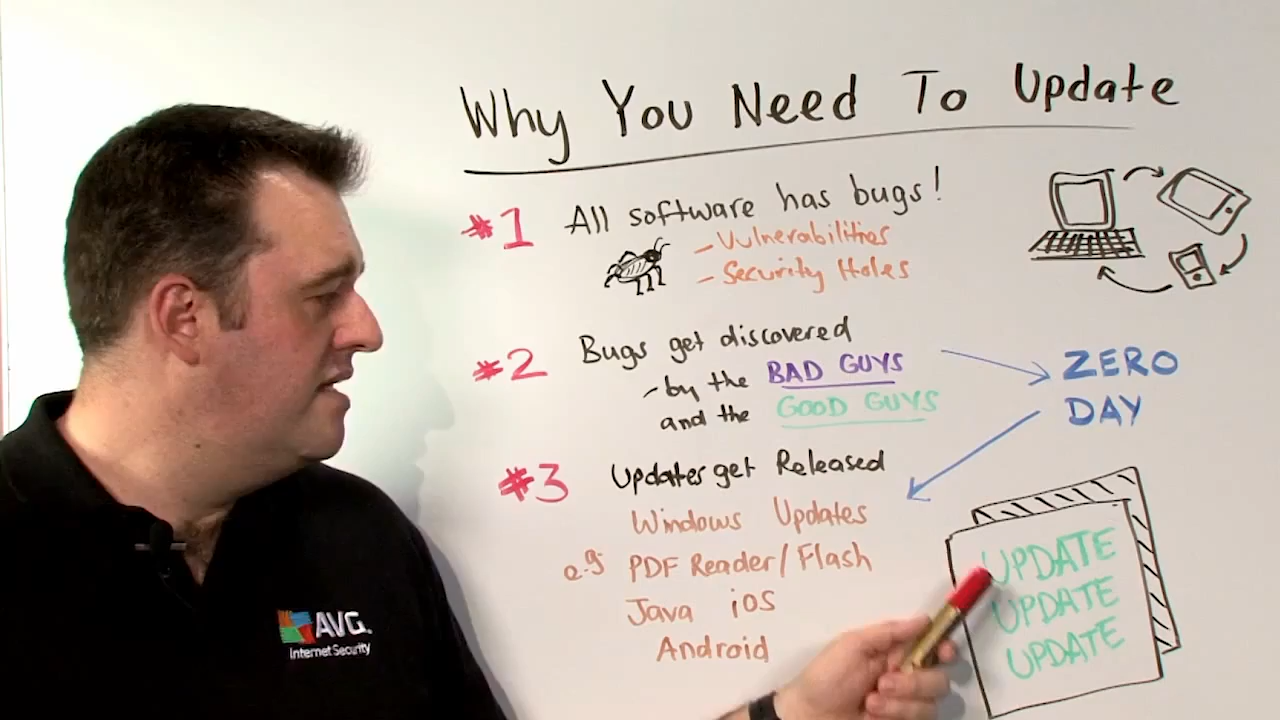 Why You Need To Update
#1 All software has bugs!
- Vulnerabilities
- Security Holes
#2 Bugs get discovered
- by the BAD GUYS
and the GOOD GUYS
ZERO
DAY
#3 Updates get Released
Windows Updates
e.g PDF Reader/Flash
Java iOS
Android
UPDATE
UPDATE
UPDATE
AVG.
Internet Security